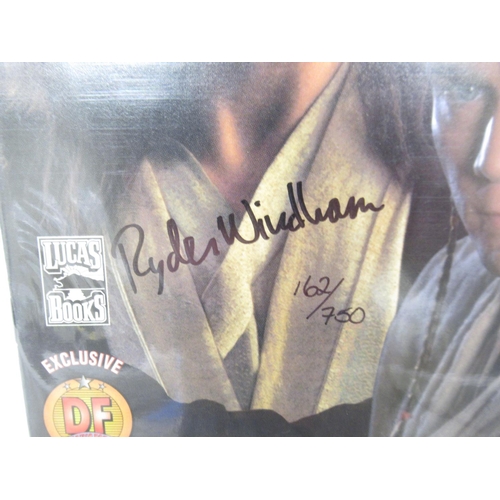 Ryder Windham
162/
750
LUCAS
BOOKS
EXCLUSIVE
DF